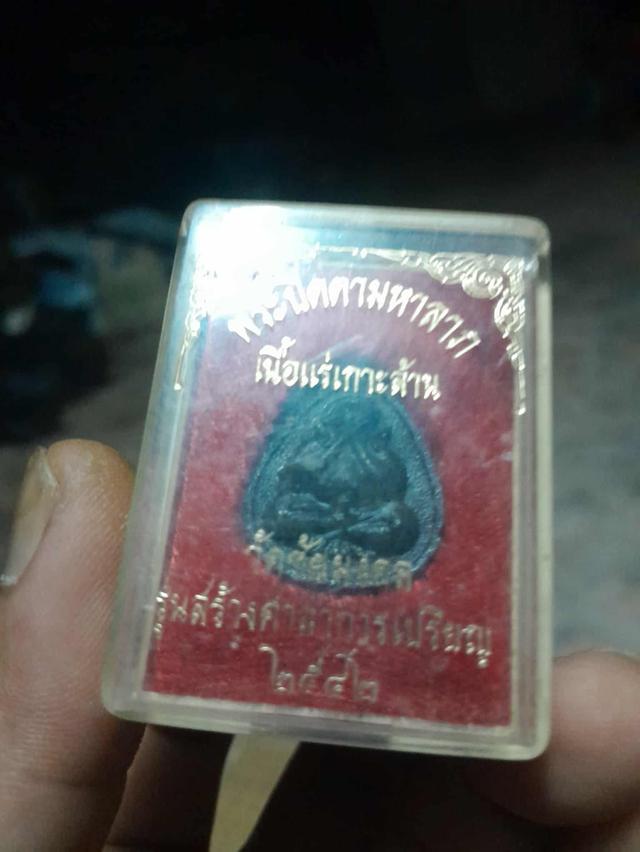 พระปิดตามหาลาภ
เนื้อแร่เกาะล้าน
วัดชัยมงคล
รุ่นสร้างศาลาการเปรียญ
๒๕๔๒